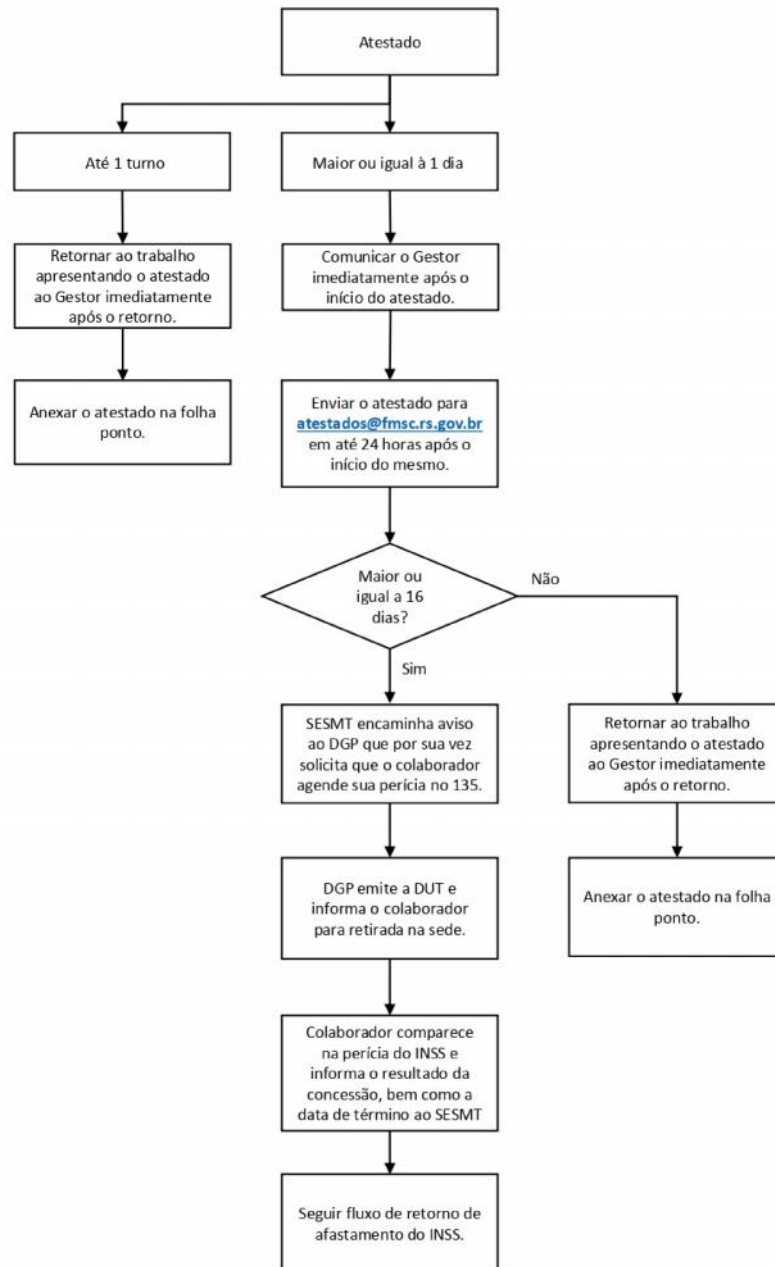 Atestado
Até 1 turno
Maior ou igual à 1 dia
Retornar ao trabalho
apresentando o atestado
ao Gestor imediatamente
após o retorno.
Comunicar o Gestor
imediatamente após o
início do atestado.
Anexar o atestado na folha
ponto.
Enviar o atestado para
atestados@fmsc.rs.gov.br
em até 24 horas após o
início do mesmo.
Maior ou
igual a 16
dias?
Não
Sim
SESMT encaminha aviso
ao DGP que por sua vez
solicita que o colaborador
agende sua perícia no 135.
Retornar ao trabalho
apresentando o atestado
ao Gestor imediatamente
após o retorno.
DGP emite a DUT e
informa o colaborador
para retirada na sede.
Anexar o atestado na folha
ponto.
Colaborador comparece
na perícia do INSS e
informa o resultado da
concessão, bem como a
data de término ao SESMT
Seguir fluxo de retorno de
afastamento do INSS.